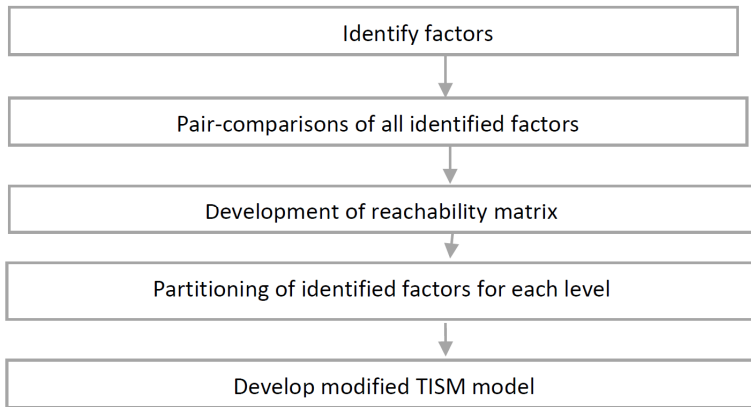 Identify factors
Pair-comparisons of all identified factors
Development of reachability matrix
Partitioning of identified factors for each level
Develop modified TISM model